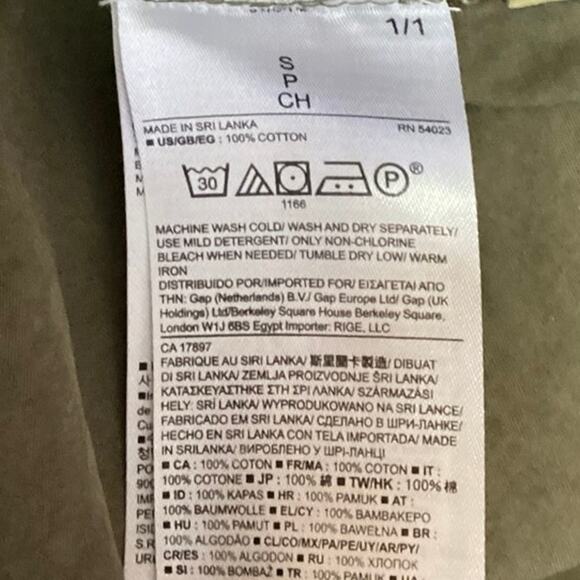 1/1
S
P
CH
MADE IN SRI LANKA RN 54023
■ US/GB/EG : 100% COTTON
30 P ®
1166
MACHINE WASH COLD/ WASH AND DRY SEPARATELY/
USE MILD DETERGENT/ ONLY NON-CHLORINE
BLEACH WHEN NEEDED/ TUMBLE DRY LOW/ WARM
IRON
DISTRIBUIDO POR/IMPORTED FOR/ ΕΙΣΑΓΕΤΑΙ ΑΠΟ
ΤΗΝ: Gap (Netherlands) B.V./ Gap Europe Ltd/ Gap (UK
Holdings) Ltd/Berkeley Square House Berkeley Square,
London W1J 6BS Egypt Importer: RIGE, LLC
CA 17897
FABRIQUE AU SRI LANKA/ 斯里蘭卡製造/ DIBUAT
DI SRI LANKA/ ZEMLJA PROIZVODNJE ŠRI LANKA/
ΚΑΤΑΣΚΕΥΑΣΤΗΚΕ ΣΤΗ ΣΡΙ ΛΑΝΚΑ/ SZÁRMAZÁSI
HELY: SRÍ LANKA/ WYPRODUKOWANO NA SRI LANCE/
FABRICADO EM SRI LANKA/ СДЕЛАНО В ШРИ-ЛАНКЕ/
HECHO EN SRI LANKA CON TELA IMPORTADA/ MADE
IN SRILANKA/ ВИРОБЛЕНО У ШРІ-ЛАНЦІ
■ CA : 100% COTON ■ FR/MA : 100% COTON ■ IT :
100% COTONE ■ JP : 100% 綿 ■ TW/HK : 100% 棉
■ ID : 100% KAPAS ■ HR : 100% PAMUK ■ AT :
100% BAUMWOLLE ■ EL/CY : 100% ΒΑΜΒΑΚΕΡΟ
■ HU : 100% PAMUT ■ PL : 100% BAWEŁNA ■ BR :
100% ALGODÃO ■ CL/CO/MX/PA/PE/UY/AR/PY/
CR/ES : 100% ALGODON ■ RU : 100% ХЛОПОК
■ SI : 100% BOMBAŽ ■ TR : 100% PAMUK ■ UA